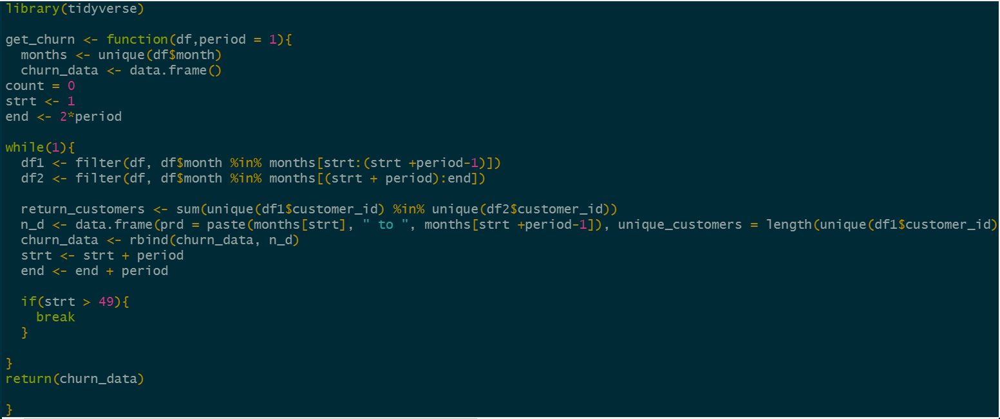 library(tidyverse)

get_churn <- function(df,period = 1){
  months <- unique(df$month)
  churn_data <- data.frame()
count = 0
strt <- 1
end <- 2*period

while(1){
  df1 <- filter(df, df$month %in% months[strt:(strt +period-1)])
  df2 <- filter(df, df$month %in% months[(strt + period):end])

  return_customers <- sum(unique(df1$customer_id) %in% unique(df2$customer_id))
  n_d <- data.frame(prd = paste(months[strt], " to ", months[strt +period-1]), unique_customers = length(unique(df1$customer_id)
  churn_data <- rbind(churn_data, n_d)
  strt <- strt + period
  end <- end + period

  if(strt > 49){
    break
  }

}
return(churn_data)

}